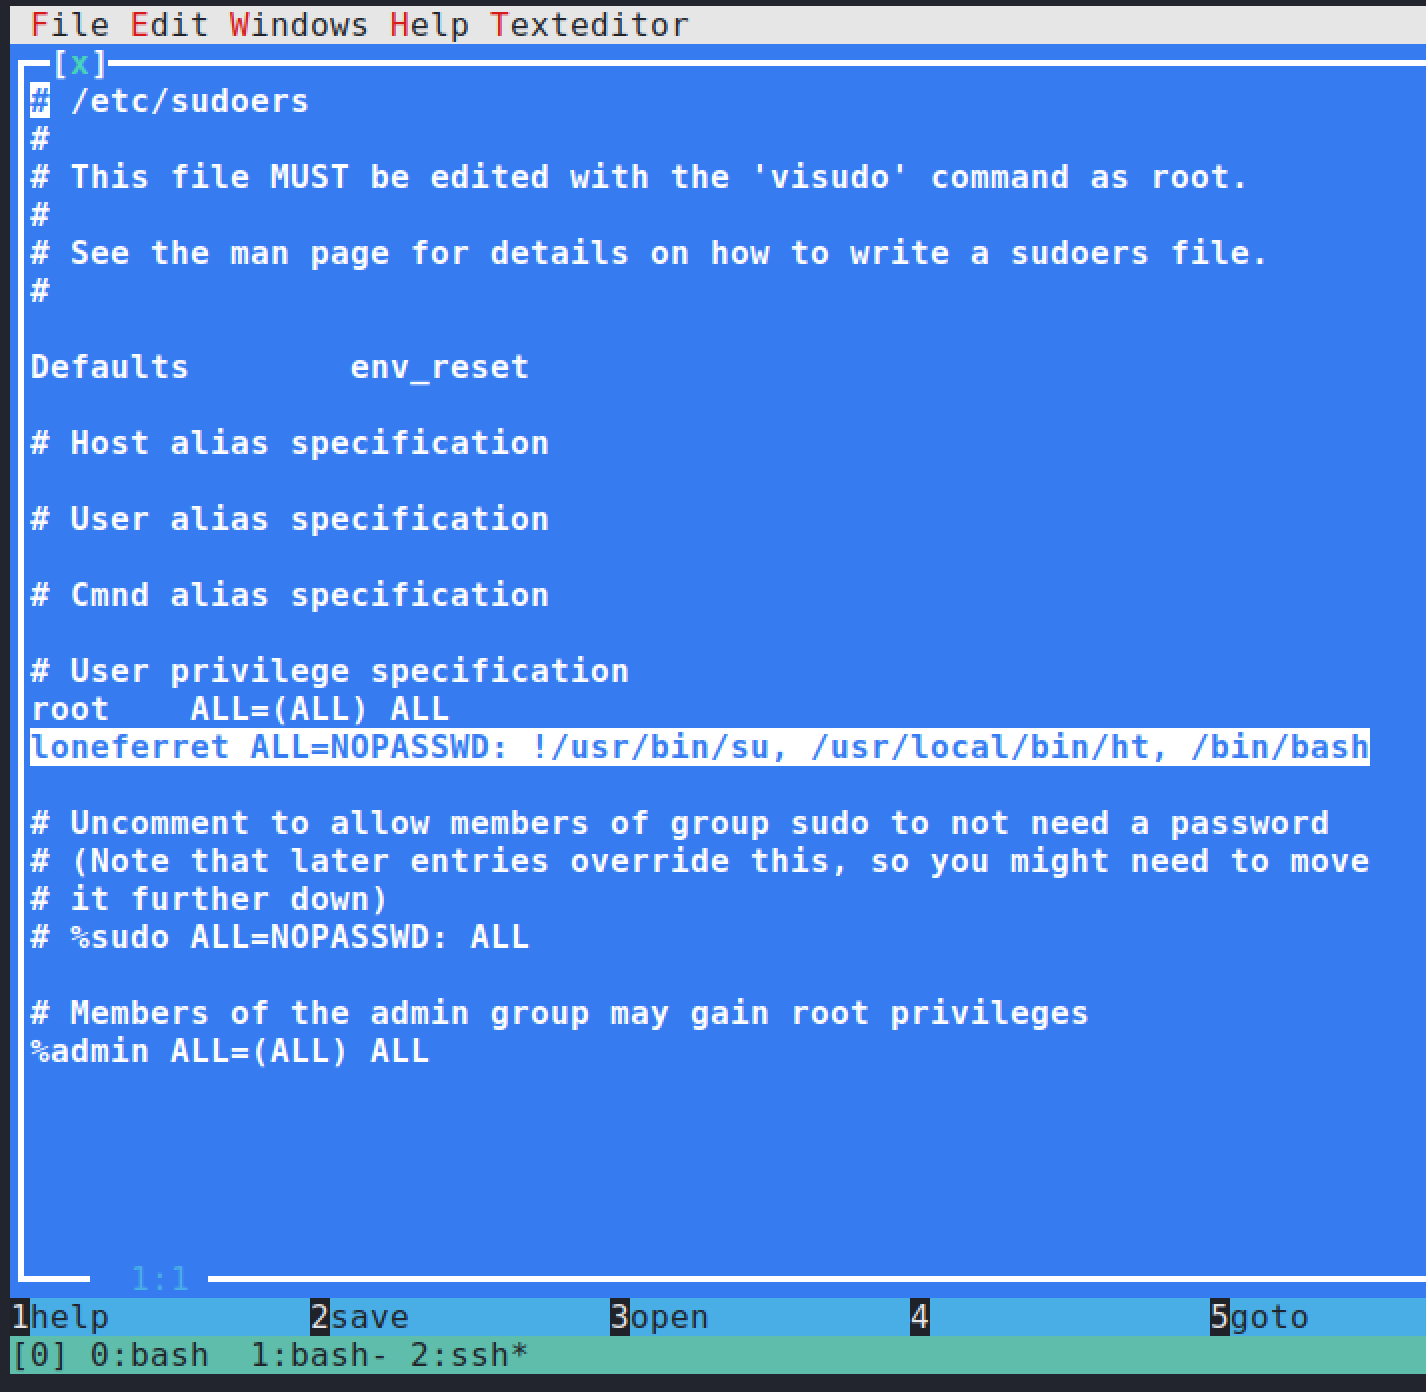 File Edit Windows Help Texteditor
[x]
# /etc/sudoers
#
# This file MUST be edited with the 'visudo' command as root.
#
# See the man page for details on how to write a sudoers file.
#
Defaults        env_reset
# Host alias specification
# User alias specification
# Cmnd alias specification
# User privilege specification
root    ALL=(ALL) ALL
loneferret ALL=NOPASSWD: !/usr/bin/su, /usr/local/bin/ht, /bin/bash
# Uncomment to allow members of group sudo to not need a password
# (Note that later entries override this, so you might need to move
# it further down)
# %sudo ALL=NOPASSWD: ALL
# Members of the admin group may gain root privileges
%admin ALL=(ALL) ALL
1:1
1help          2save          3open          4              5goto
[0] 0:bash  1:bash- 2:ssh*